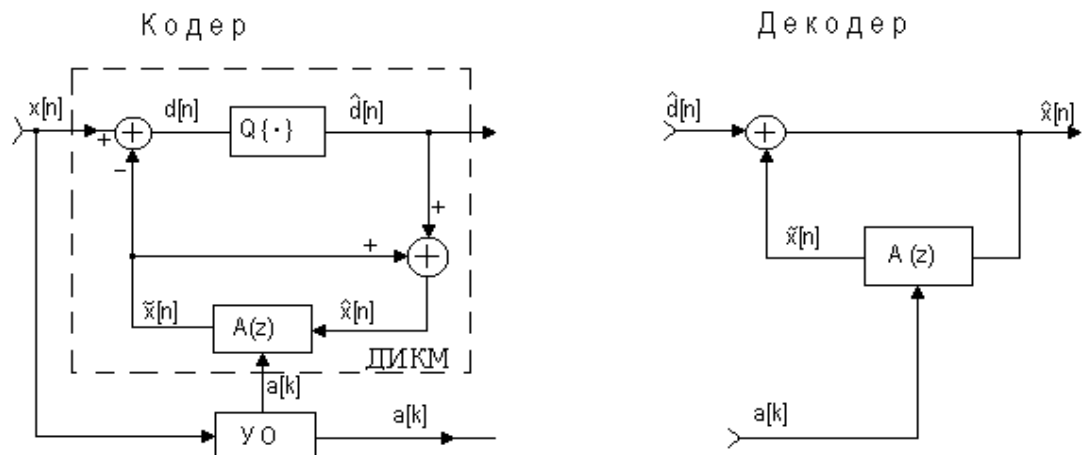 Кодер
Декодер
x[n]
+
+
−
d[n]
Q{·}
d̂[n]
+
+
+
x̃[n]
A(z)
x̂[n]
ДИКМ
a[k]
УО
a[k]
d̂[n]
+
x̂[n]
x̃[n]
A(z)
a[k]